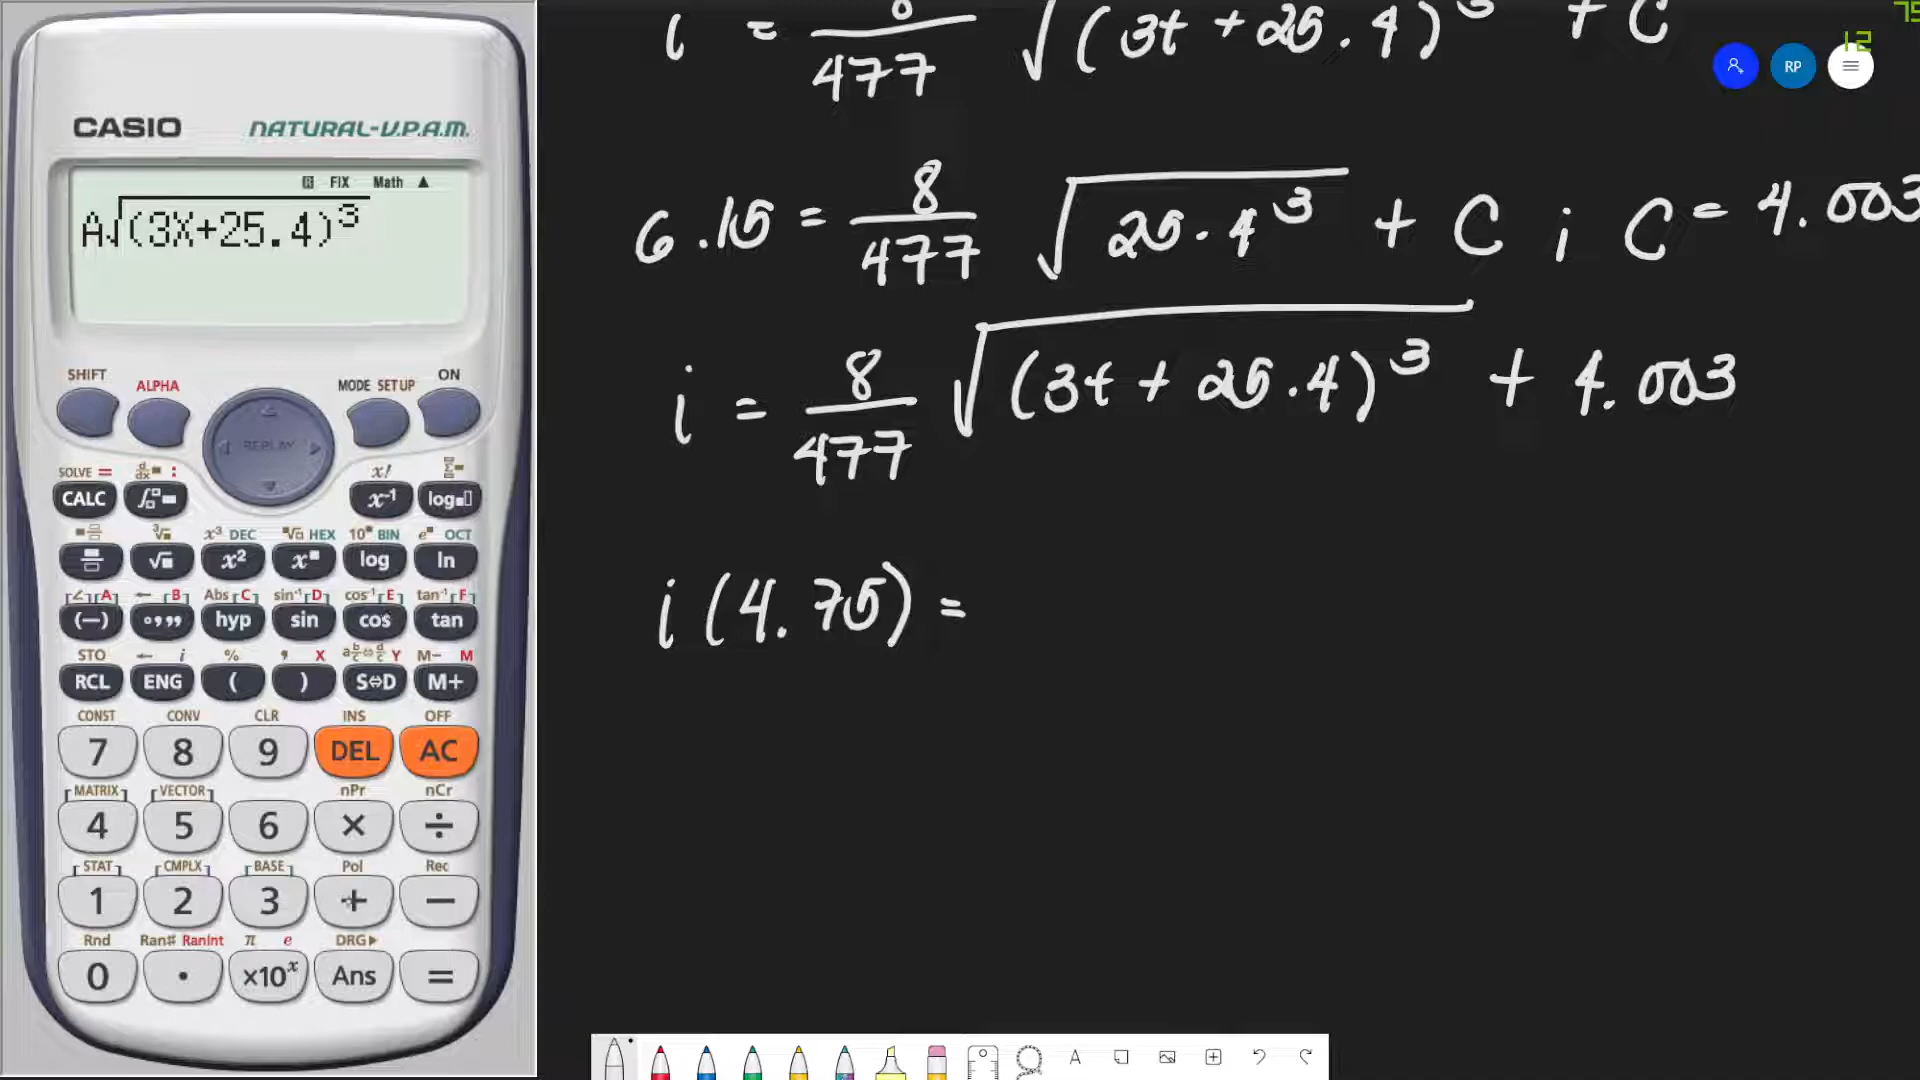 75
12
i = 8/477 √(3t + 25.4)³ + C
RP
CASIO NATURAL-V.P.A.M.
FIX Math ▲
A√(3X+25.4)³
6.15 = 8/477 √25.4³ + C ; C = 4.003
i = 8/477 √(3t + 25.4)³ + 4.003
i(4.75) =
SHIFT ALPHA MODE SETUP ON
REPLAY
SOLVE = d/dx :  x! Σ
CALC ∫ x⁻¹ log
³√ x³ DEC √ HEX 10 BIN e OCT
√ x² x log ln
∠ A ← B Abs C sin⁻¹ D cos⁻¹ E tan⁻¹ F
(−) °,,, hyp sin cos tan
STO ← i % , X a b/c⇔d/c Y M− M
RCL ENG ( ) S⇔D M+
CONST CONV CLR INS OFF
7 8 9 DEL AC
MATRIX VECTOR nPr nCr
4 5 6 × ÷
STAT CMPLX BASE Pol Rec
1 2 3 + −
Rnd Ran# RanInt π e DRG▶
0 . ×10ˣ Ans =
A